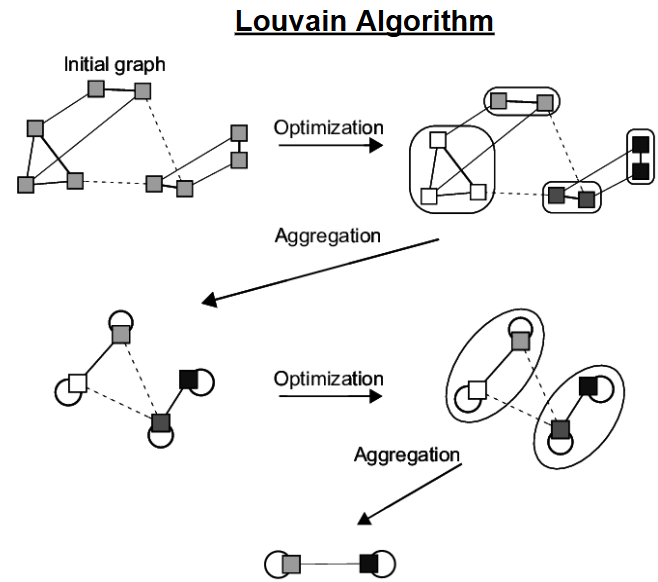 Louvain Algorithm
Initial graph
Optimization
Aggregation
Optimization
Aggregation